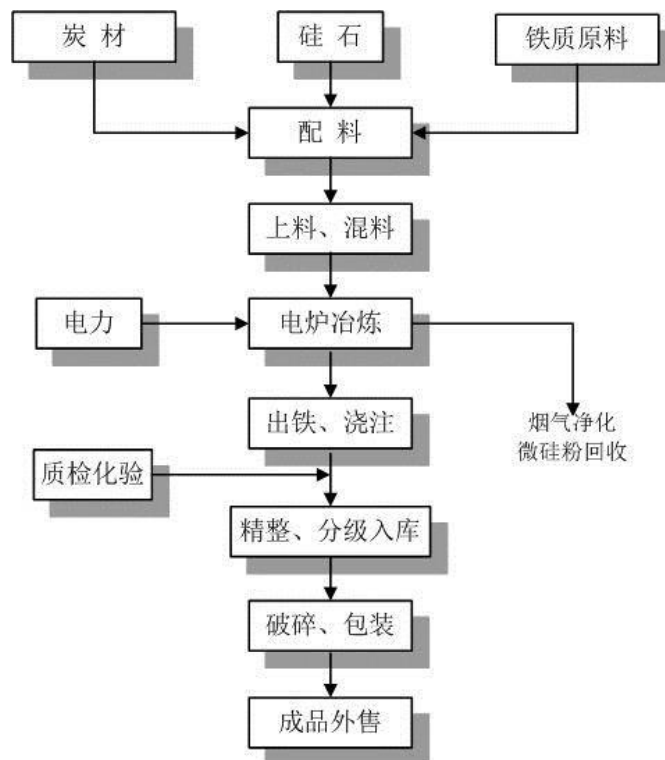 炭 材
硅 石
铁质原料
配 料
上料、混料
电力
电炉冶炼
出铁、浇注
烟气净化
微硅粉回收
质检化验
精整、分级入库
破碎、包装
成品外售